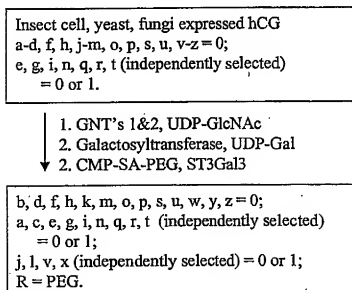 Insect cell, yeast, fungi expressed hCG
a-d, f, h, j-m, o, p, s, u, v-z = 0;
e, g, i, n, q, r, t (independently selected)
= 0 or 1.
1. GNT's 1&2, UDP-GlcNAc
2. Galactosyltransferase, UDP-Gal
2. CMP-SA-PEG, ST3Gal3
b, d, f, h, k, m, o, p, s, u, w, y, z = 0;
a, c, e, g, i, n, q, r, t (independently selected)
= 0 or 1;
j, l, v, x (independently selected) = 0 or 1;
R = PEG.